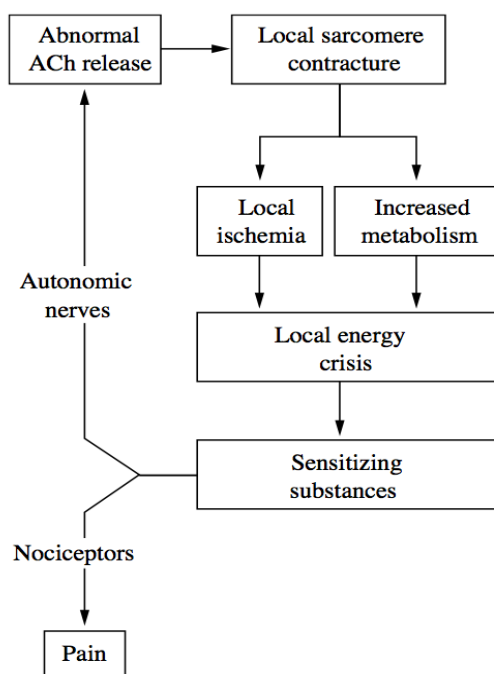 Abnormal
ACh release
Local sarcomere
contracture
Local
ischemia
Increased
metabolism
Autonomic
nerves
Local energy
crisis
Sensitizing
substances
Nociceptors
Pain